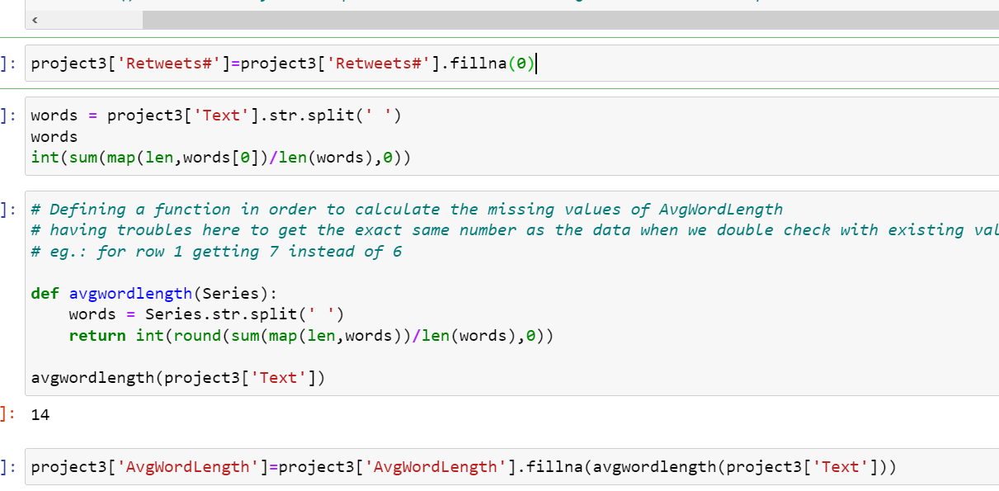 ]: project3['Retweets#']=project3['Retweets#'].fillna(0)
]: words = project3['Text'].str.split(' ')
words
int(sum(map(len,words[0])/len(words),0))
]: # Defining a function in order to calculate the missing values of AvgWordLength
# having troubles here to get the exact same number as the data when we double check with existing val
# eg.: for row 1 getting 7 instead of 6
def avgwordlength(Series):
    words = Series.str.split(' ')
    return int(round(sum(map(len,words))/len(words),0))
avgwordlength(project3['Text'])
]: 14
]: project3['AvgWordLength']=project3['AvgWordLength'].fillna(avgwordlength(project3['Text']))